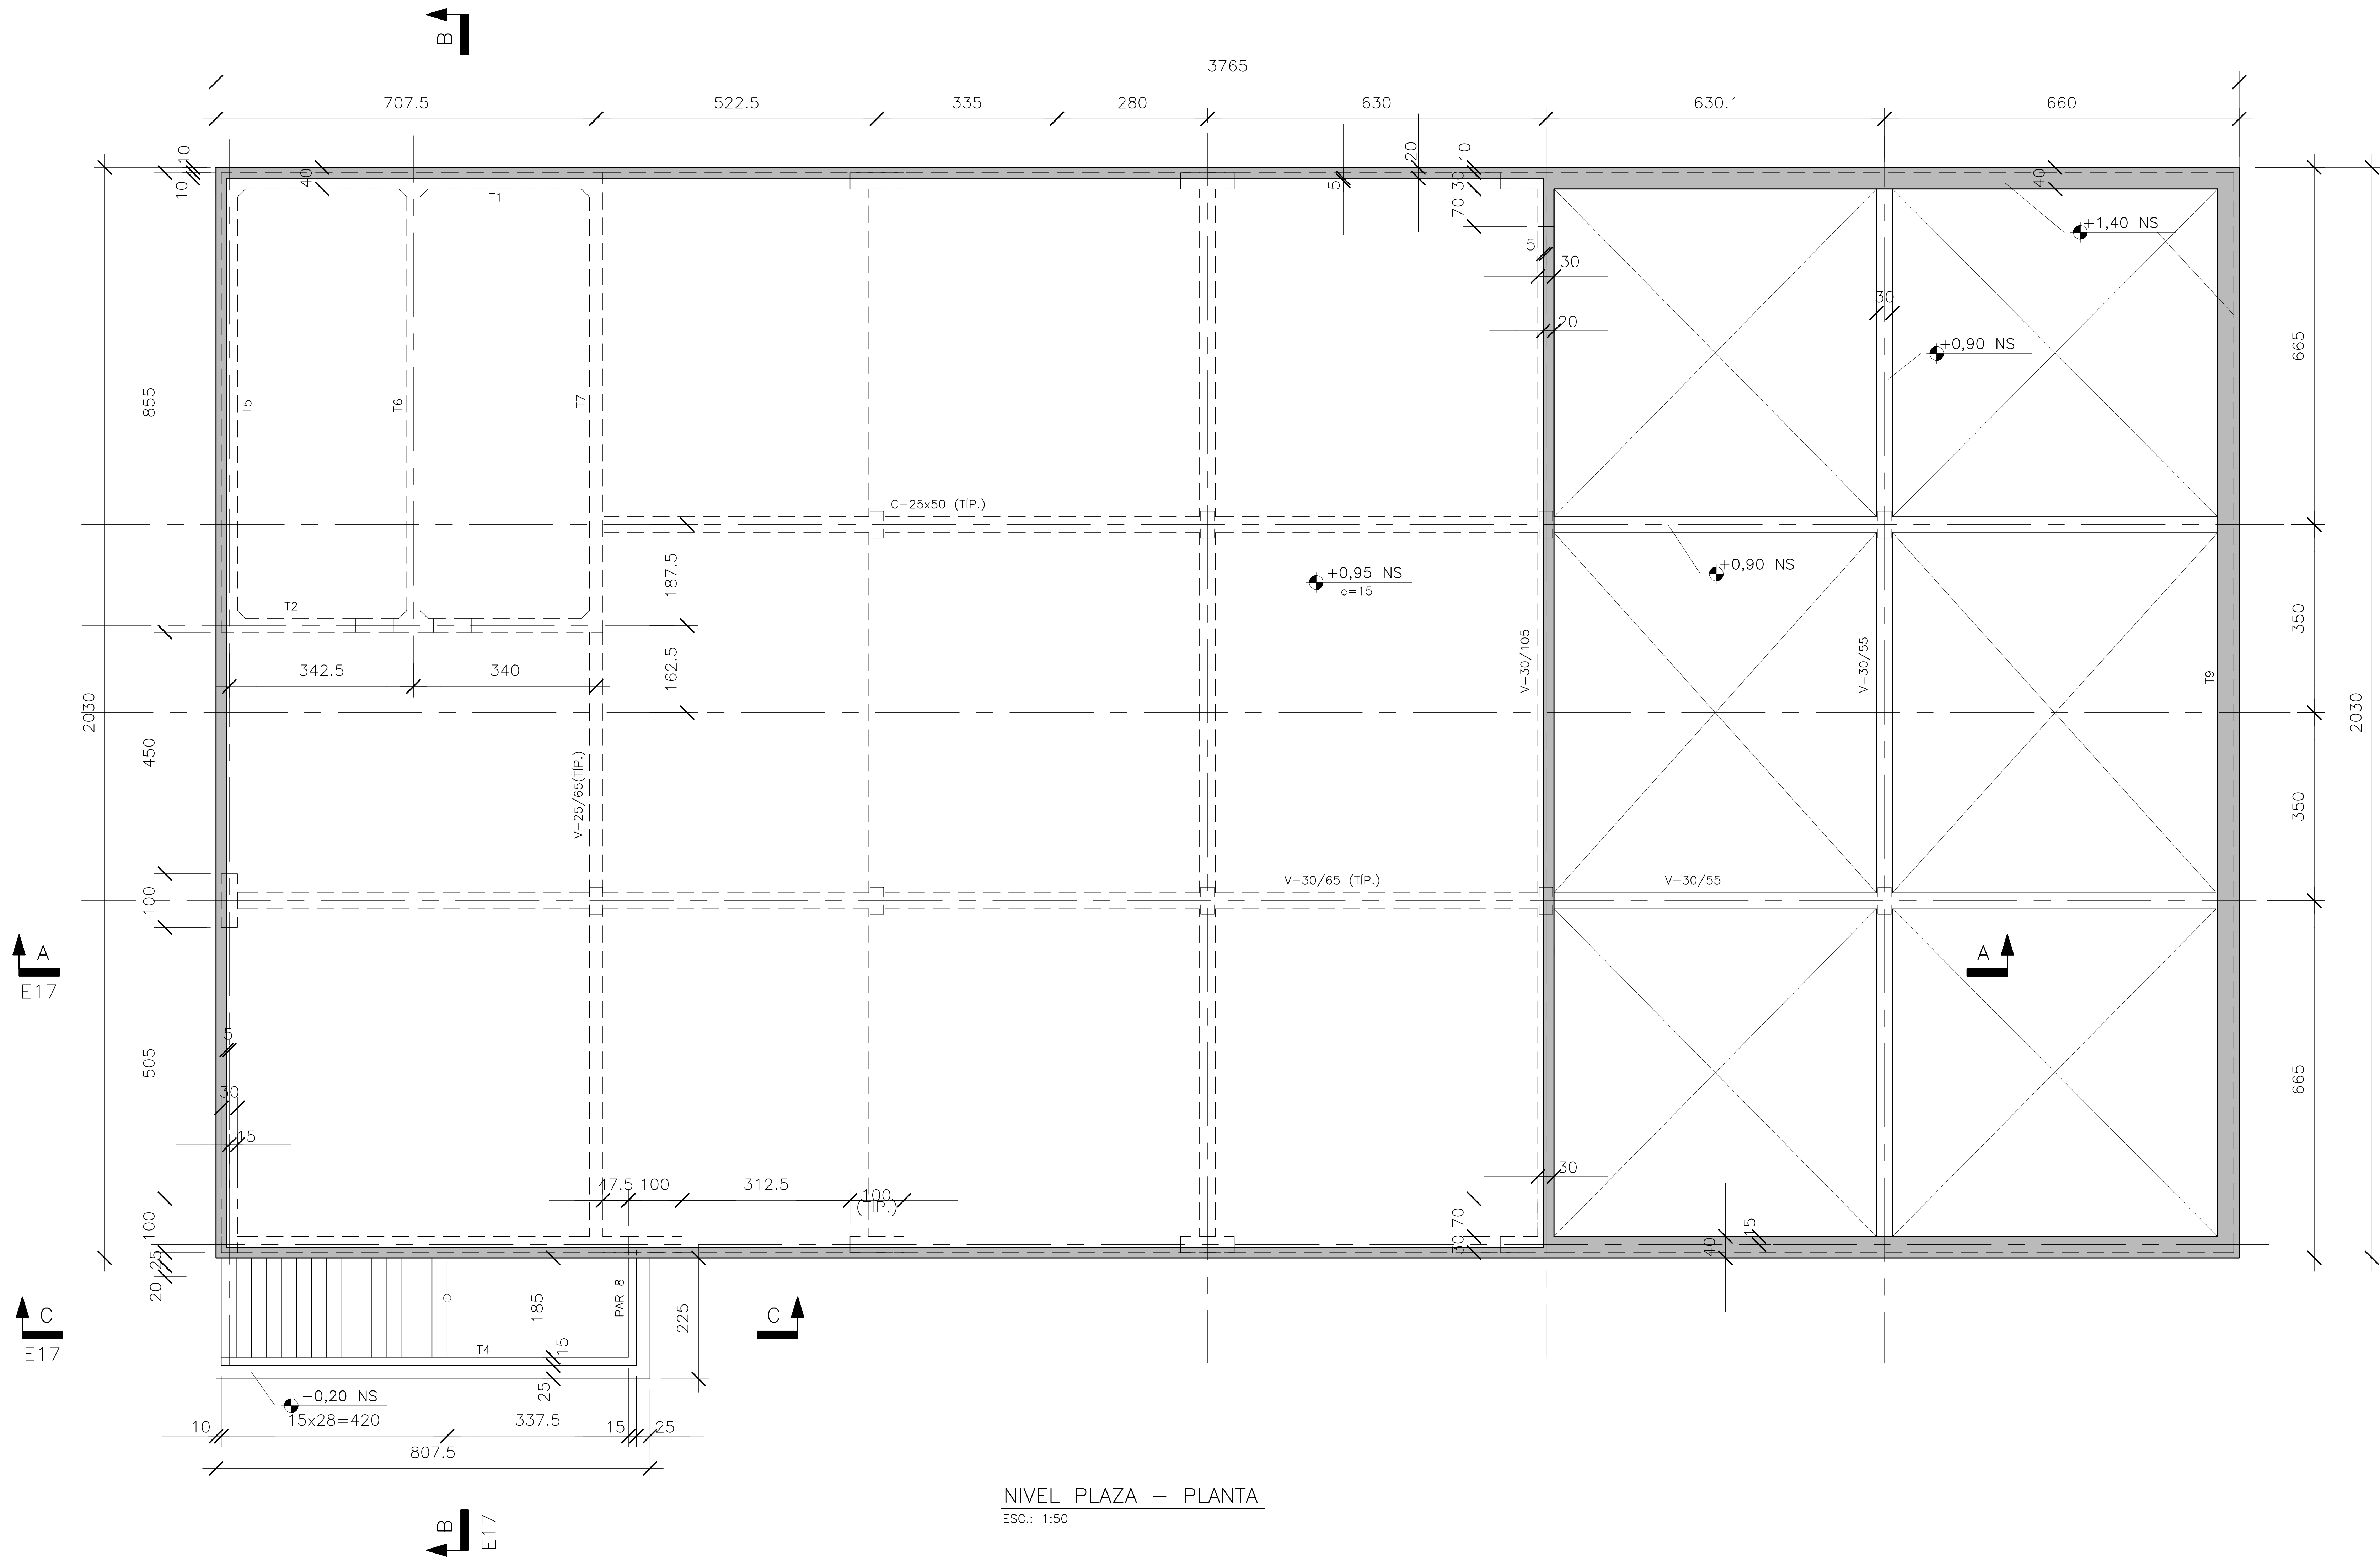 B
3765
707.5
522.5
335
280
630
630.1
660
10
10
40
T1
5
20
10
30
70
40
+1,40 NS
5
30
30
20
+0,90 NS
665
855
T5
T6
T7
C-25x50 (TÍP.)
187.5
+0,95 NS
e=15
+0,90 NS
T2
350
342.5
340
162.5
V-30/105
V-30/55
T9
2030
2030
450
V-25/65(TÍP.)
350
100
V-30/65 (TÍP.)
V-30/55
A
E17
A
5
505
30
15
665
47.5
100
312.5
100
(TÍP.)
30
100
70
30
40
15
25
20
185
PAR 8
225
C
E17
C
T4
15
25
-0,20 NS
15x28=420
10
337.5
15
25
807.5
NIVEL PLAZA - PLANTA
ESC.: 1:50
B
E17